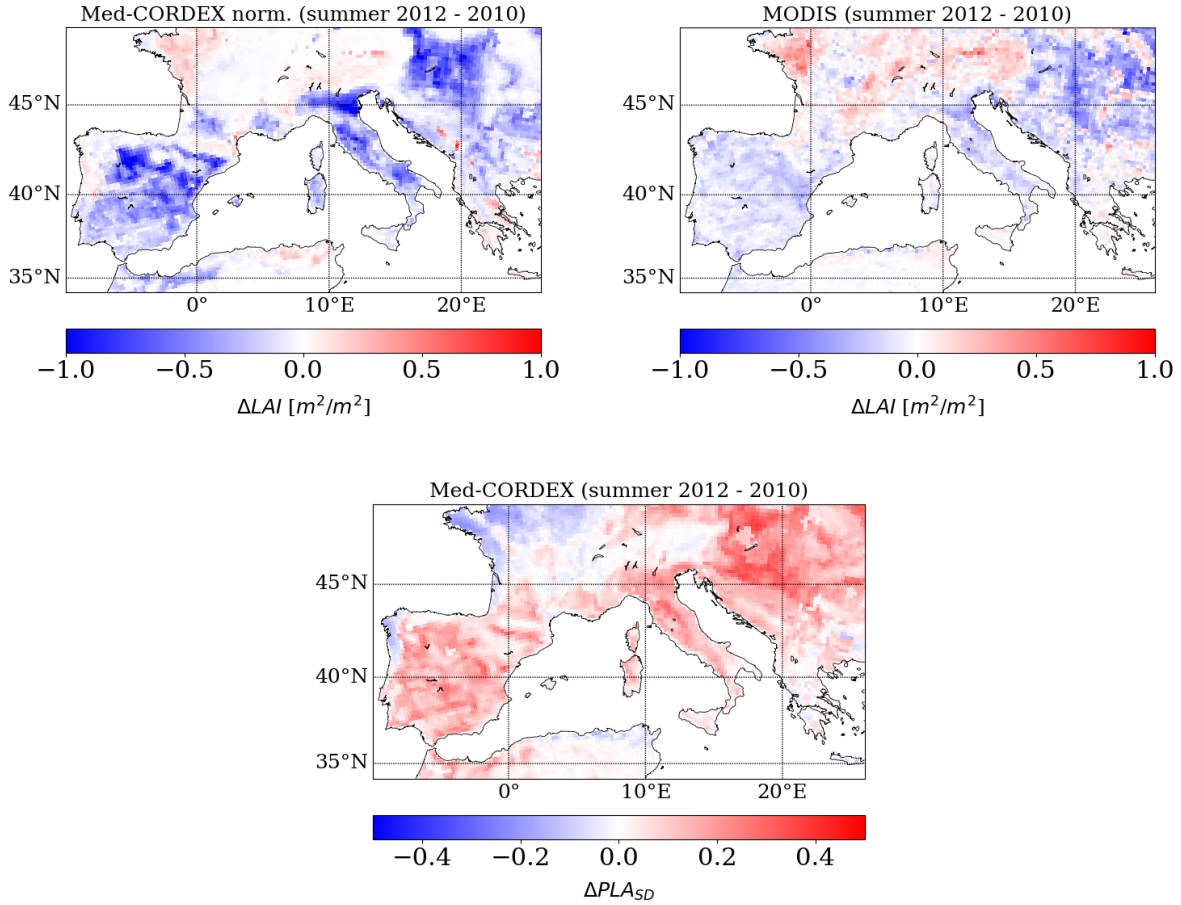 Med-CORDEX norm. (summer 2012 - 2010)
45°N
40°N
35°N
0° 10°E 20°E
−1.0 −0.5 0.0 0.5 1.0
ΔLAI [m²/m²]
MODIS (summer 2012 - 2010)
45°N
40°N
35°N
0° 10°E 20°E
−1.0 −0.5 0.0 0.5 1.0
ΔLAI [m²/m²]
Med-CORDEX (summer 2012 - 2010)
45°N
40°N
35°N
0° 10°E 20°E
−0.4 −0.2 0.0 0.2 0.4
ΔPLA_SD